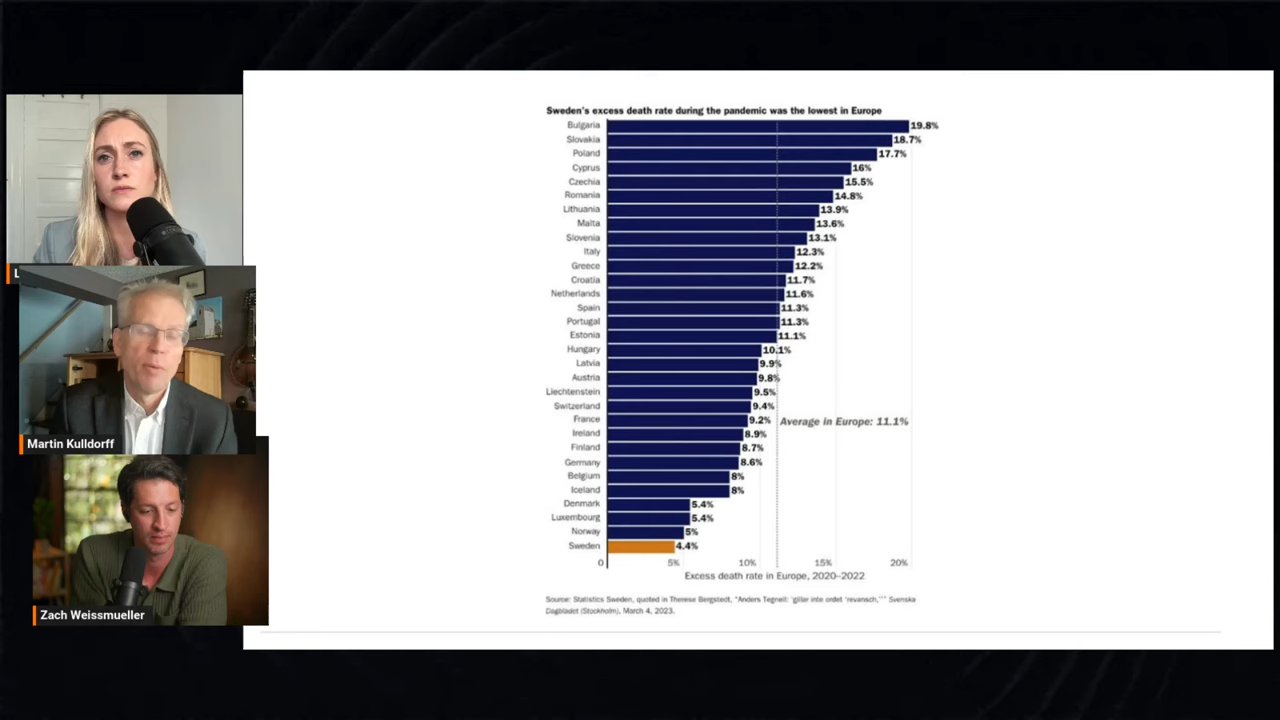 Sweden's excess death rate during the pandemic was the lowest in Europe
Bulgaria 19.8%
Slovakia 18.7%
Poland 17.7%
Cyprus 16%
Czechia 15.5%
Romania 14.8%
Lithuania 13.9%
Malta 13.6%
Slovenia 13.1%
Italy 12.3%
Greece 12.2%
Croatia 11.7%
Netherlands 11.6%
Spain 11.3%
Portugal 11.3%
Estonia 11.1%
Hungary 10.1%
Latvia 9.9%
Austria 9.8%
Liechtenstein 9.5%
Switzerland 9.4%
France 9.2%
Average in Europe: 11.1%
Ireland 8.9%
Finland 8.7%
Germany 8.6%
Belgium 8%
Iceland 8%
Denmark 5.4%
Luxembourg 5.4%
Norway 5%
Sweden 4.4%
0 5% 10% 15% 20%
Excess death rate in Europe, 2020–2022
Source: Statistics Sweden, quoted in Therese Bergstedt, "Anders Tegnell: 'gillar inte ordet 'revansch,'" Svenska
Dagbladet (Stockholm), March 4, 2023.
L
Martin Kulldorff
Zach Weissmueller